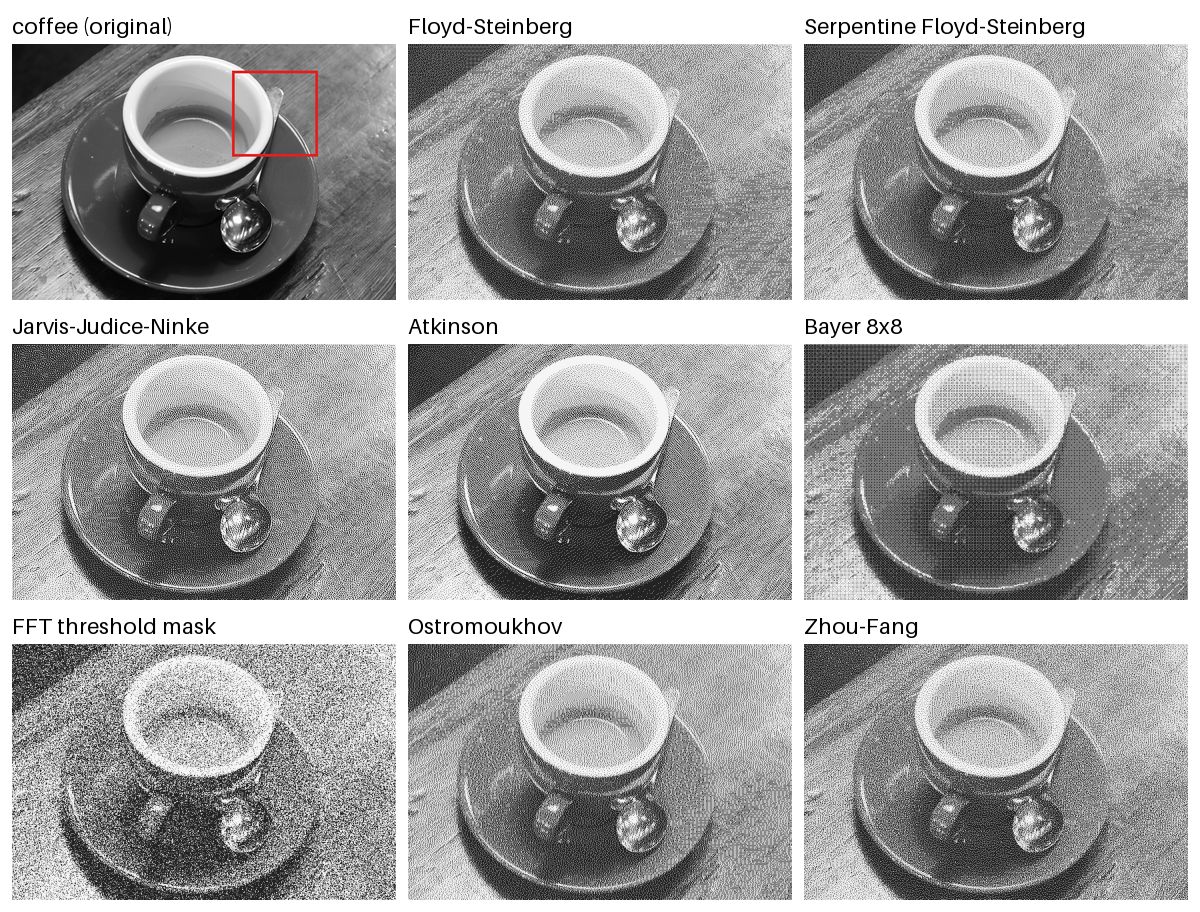 coffee (original)
Floyd-Steinberg
Serpentine Floyd-Steinberg
Jarvis-Judice-Ninke
Atkinson
Bayer 8x8
FFT threshold mask
Ostromoukhov
Zhou-Fang